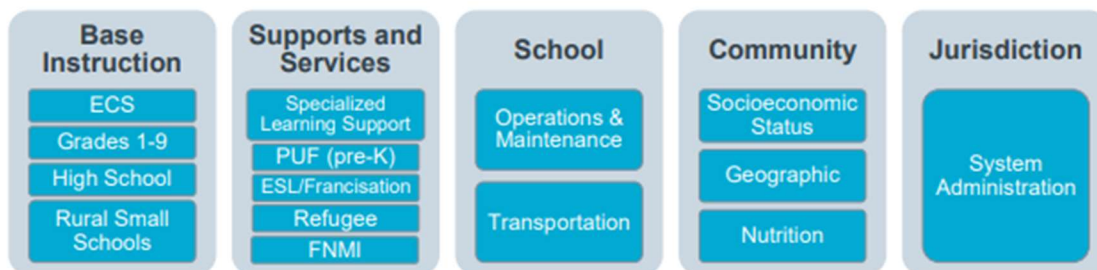 Base
Instruction
ECS
Grades 1-9
High School
Rural Small
Schools
Supports and
Services
Specialized
Learning Support
PUF (pre-K)
ESL/Francisation
Refugee
FNMI
School
Operations &
Maintenance
Transportation
Community
Socioeconomic
Status
Geographic
Nutrition
Jurisdiction
System
Administration